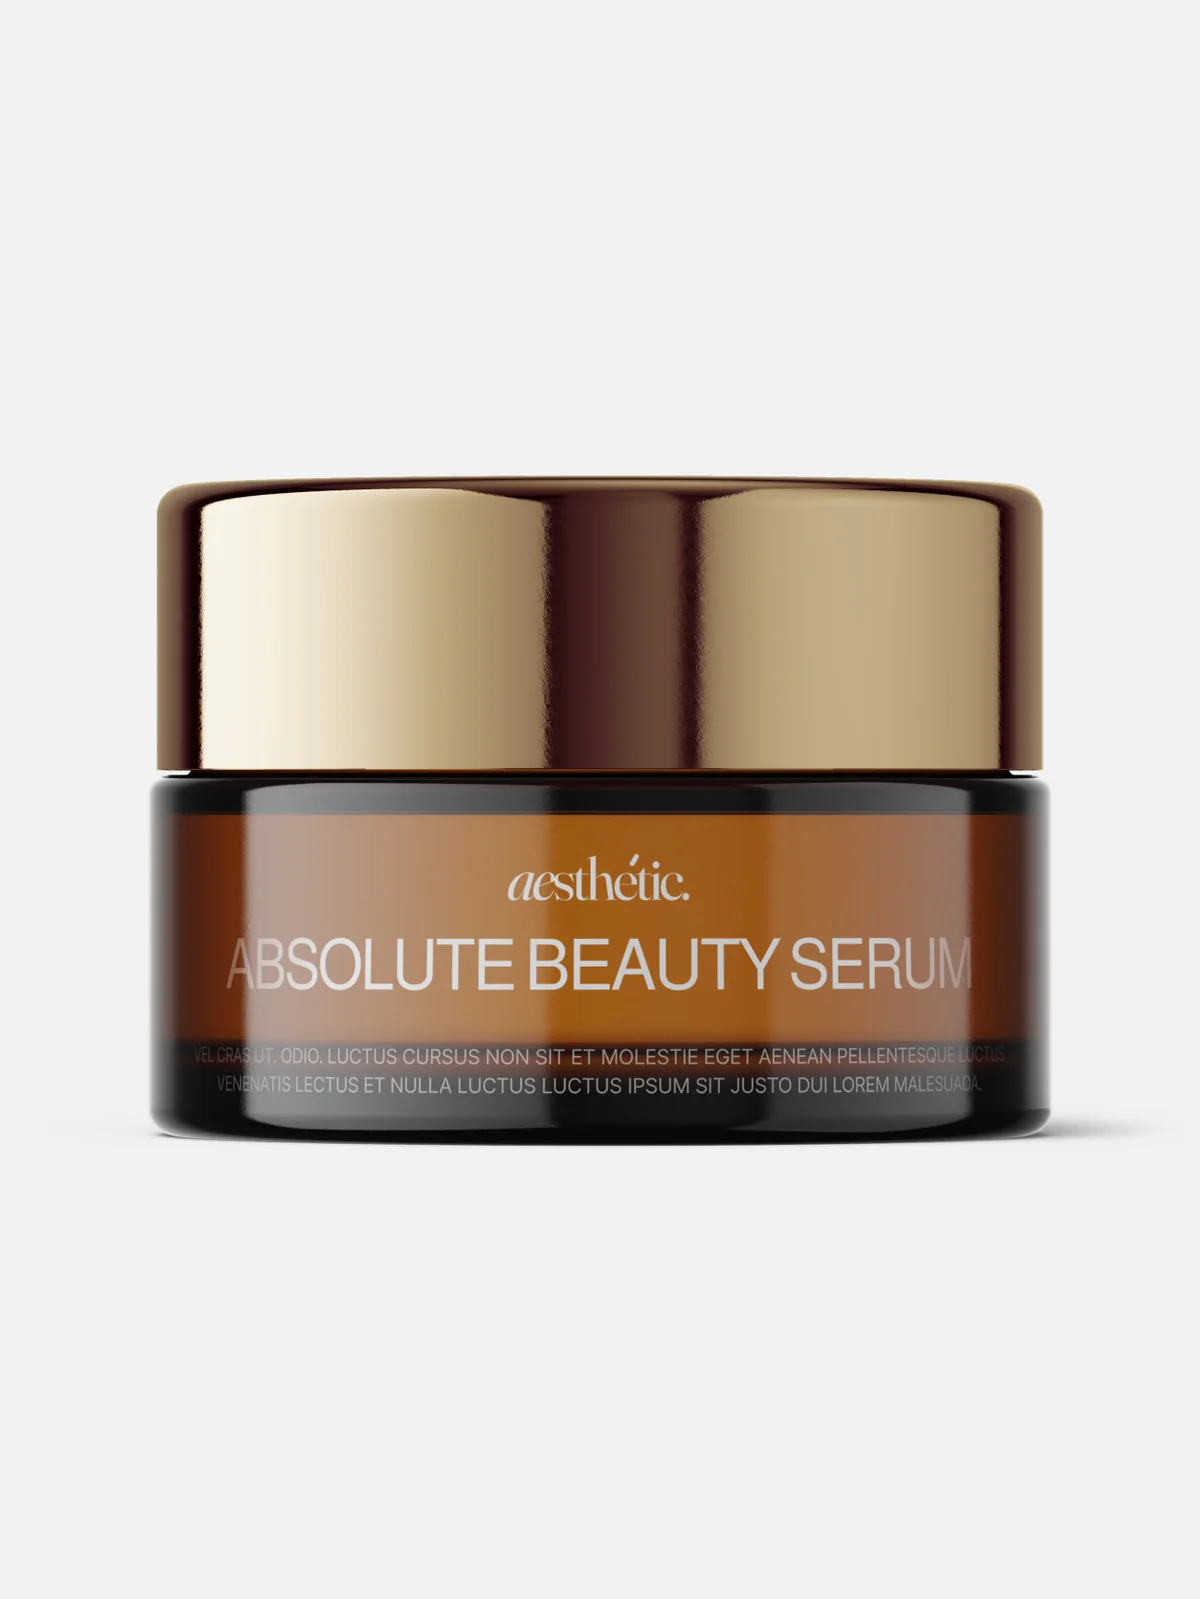 aesthétic.
ABSOLUTE BEAUTY SERUM
VEL CRAS UT. ODIO. LUCTUS CURSUS NON SIT ET MOLESTIE EGET AENEAN PELLENTESQUE LUCTUS
VENENATIS LECTUS ET NULLA LUCTUS LUCTUS IPSUM SIT JUSTO DUI LOREM MALESUADA.